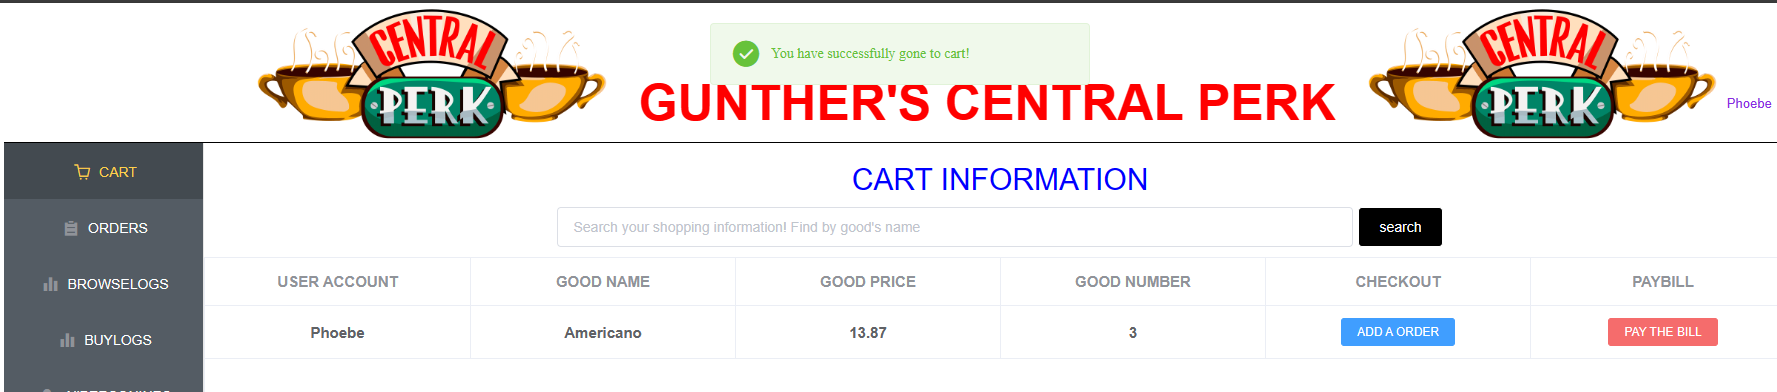 CENTRAL
PERK
You have successfully gone to cart!
GUNTHER'S CENTRAL PERK
CENTRAL
PERK
Phoebe
CART
ORDERS
BROWSELOGS
BUYLOGS
CART INFORMATION
Search your shopping information! Find by good's name
search
USER ACCOUNT GOOD NAME GOOD PRICE GOOD NUMBER CHECKOUT PAYBILL
Phoebe Americano 13.87 3 ADD A ORDER PAY THE BILL